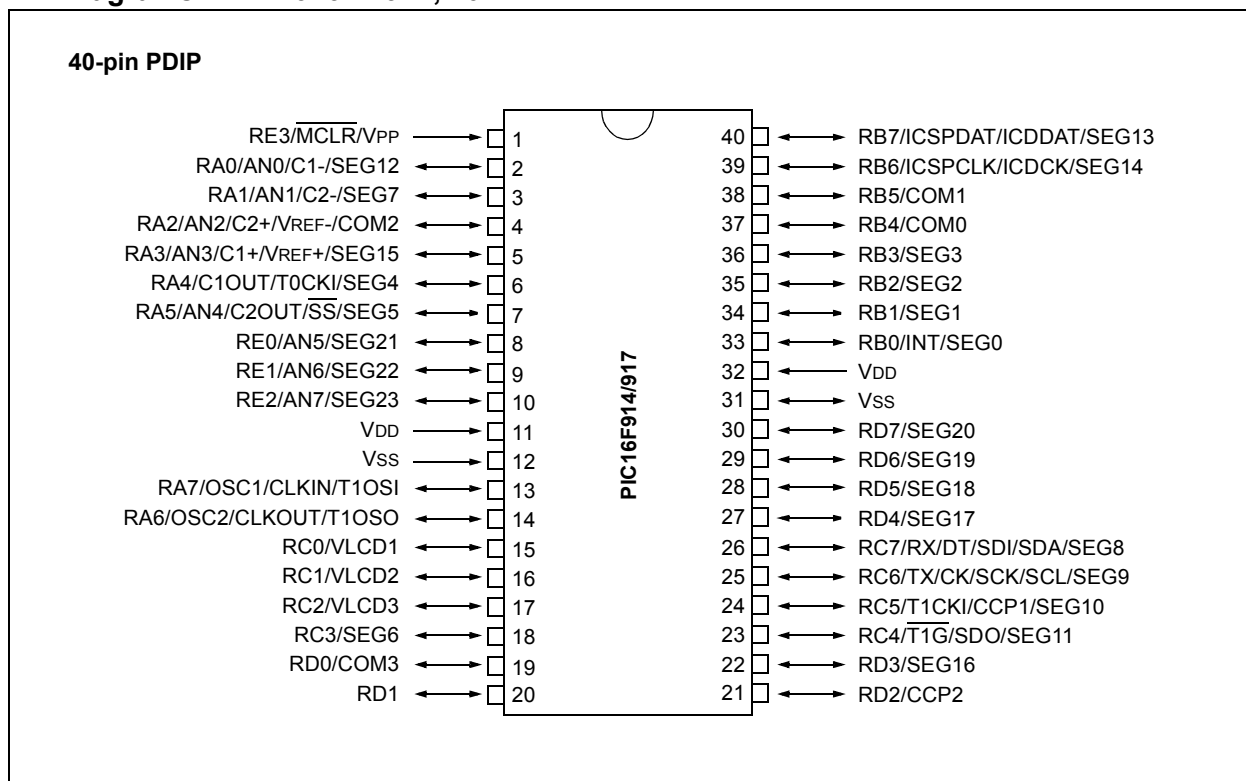 40-pin PDIP
RE3/MCLR/VPP 1
RA0/AN0/C1-/SEG12 2
RA1/AN1/C2-/SEG7 3
RA2/AN2/C2+/VREF-/COM2 4
RA3/AN3/C1+/VREF+/SEG15 5
RA4/C1OUT/T0CKI/SEG4 6
RA5/AN4/C2OUT/SS/SEG5 7
RE0/AN5/SEG21 8
RE1/AN6/SEG22 9
RE2/AN7/SEG23 10
VDD 11
VSS 12
RA7/OSC1/CLKIN/T1OSI 13
RA6/OSC2/CLKOUT/T1OSO 14
RC0/VLCD1 15
RC1/VLCD2 16
RC2/VLCD3 17
RC3/SEG6 18
RD0/COM3 19
RD1 20
PIC16F914/917
40 RB7/ICSPDAT/ICDDAT/SEG13
39 RB6/ICSPCLK/ICDCK/SEG14
38 RB5/COM1
37 RB4/COM0
36 RB3/SEG3
35 RB2/SEG2
34 RB1/SEG1
33 RB0/INT/SEG0
32 VDD
31 VSS
30 RD7/SEG20
29 RD6/SEG19
28 RD5/SEG18
27 RD4/SEG17
26 RC7/RX/DT/SDI/SDA/SEG8
25 RC6/TX/CK/SCK/SCL/SEG9
24 RC5/T1CKI/CCP1/SEG10
23 RC4/T1G/SDO/SEG11
22 RD3/SEG16
21 RD2/CCP2